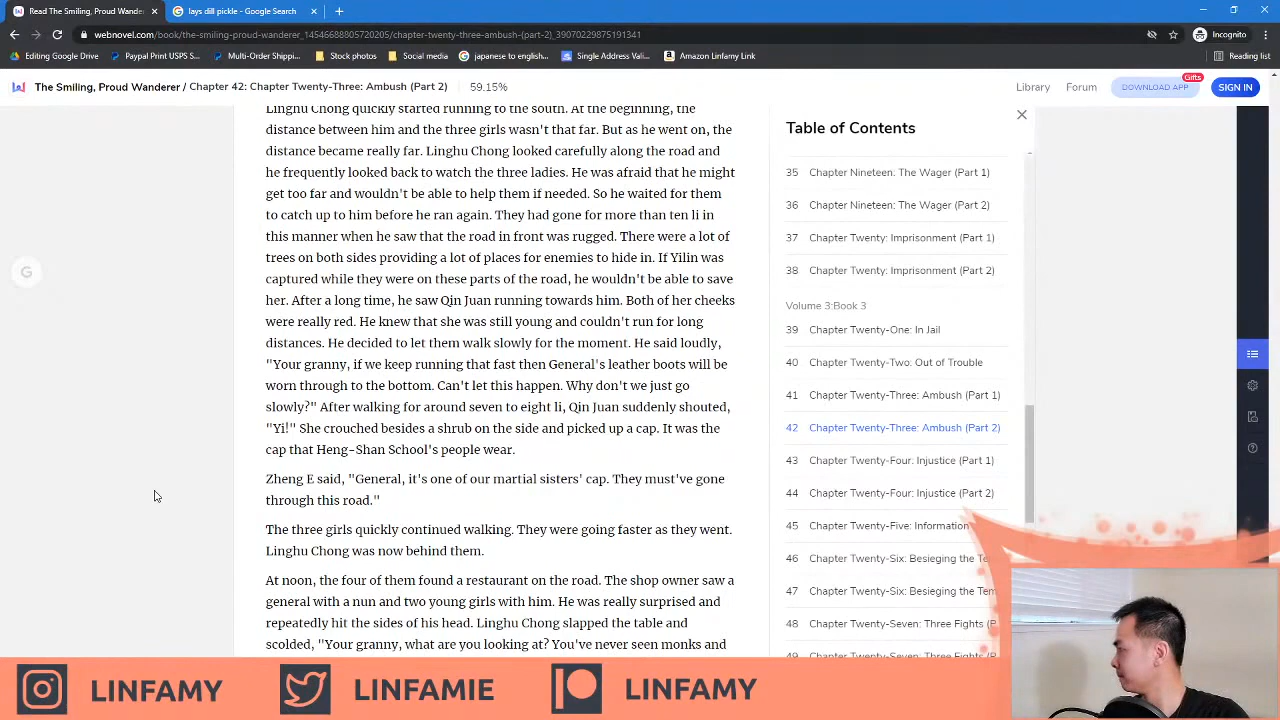 Read The Smiling, Proud Wander
lays dill pickle - Google Search
webnovel.com/book/the-smiling-proud-wanderer_14546688805720205/chapter-twenty-three-ambush-(part-2)_39070229875191341
Incognito
Editing Google Drive
Paypal Print USPS S...
Multi-Order Shippi...
Stock photos
Social media
japanese to english...
Single Address Vali...
Amazon Linfamy Link
Reading list
The Smiling, Proud Wanderer / Chapter 42: Chapter Twenty-Three: Ambush (Part 2) 59.15%
Library
Forum
DOWNLOAD APP
Gifts
SIGN IN
Linghu Chong quickly started running to the south. At the beginning, the
distance between him and the three girls wasn't that far. But as he went on, the
distance became really far. Linghu Chong looked carefully along the road and
he frequently looked back to watch the three ladies. He was afraid that he might
get too far and wouldn't be able to help them if needed. So he waited for them
to catch up to him before he ran again. They had gone for more than ten li in
this manner when he saw that the road in front was rugged. There were a lot of
trees on both sides providing a lot of places for enemies to hide in. If Yilin was
captured while they were on these parts of the road, he wouldn't be able to save
her. After a long time, he saw Qin Juan running towards him. Both of her cheeks
were really red. He knew that she was still young and couldn't run for long
distances. He decided to let them walk slowly for the moment. He said loudly,
"Your granny, if we keep running that fast then General's leather boots will be
worn through to the bottom. Can't let this happen. Why don't we just go
slowly?" After walking for around seven to eight li, Qin Juan suddenly shouted,
"Yi!" She crouched besides a shrub on the side and picked up a cap. It was the
cap that Heng-Shan School's people wear.
Zheng E said, "General, it's one of our martial sisters' cap. They must've gone
through this road."
The three girls quickly continued walking. They were going faster as they went.
Linghu Chong was now behind them.
At noon, the four of them found a restaurant on the road. The shop owner saw a
general with a nun and two young girls with him. He was really surprised and
repeatedly hit the sides of his head. Linghu Chong slapped the table and
scolded, "Your granny, what are you looking at? You've never seen monks and
G
Table of Contents
35 Chapter Nineteen: The Wager (Part 1)
36 Chapter Nineteen: The Wager (Part 2)
37 Chapter Twenty: Imprisonment (Part 1)
38 Chapter Twenty: Imprisonment (Part 2)
Volume 3:Book 3
39 Chapter Twenty-One: In Jail
40 Chapter Twenty-Two: Out of Trouble
41 Chapter Twenty-Three: Ambush (Part 1)
42 Chapter Twenty-Three: Ambush (Part 2)
43 Chapter Twenty-Four: Injustice (Part 1)
44 Chapter Twenty-Four: Injustice (Part 2)
45 Chapter Twenty-Five: Information
46 Chapter Twenty-Six: Besieging the Tem
47 Chapter Twenty-Six: Besieging the Tem
48 Chapter Twenty-Seven: Three Fights (P
49 Chapter Twenty-Seven: Three Fights (P
LINFAMY
LINFAMIE
LINFAMY